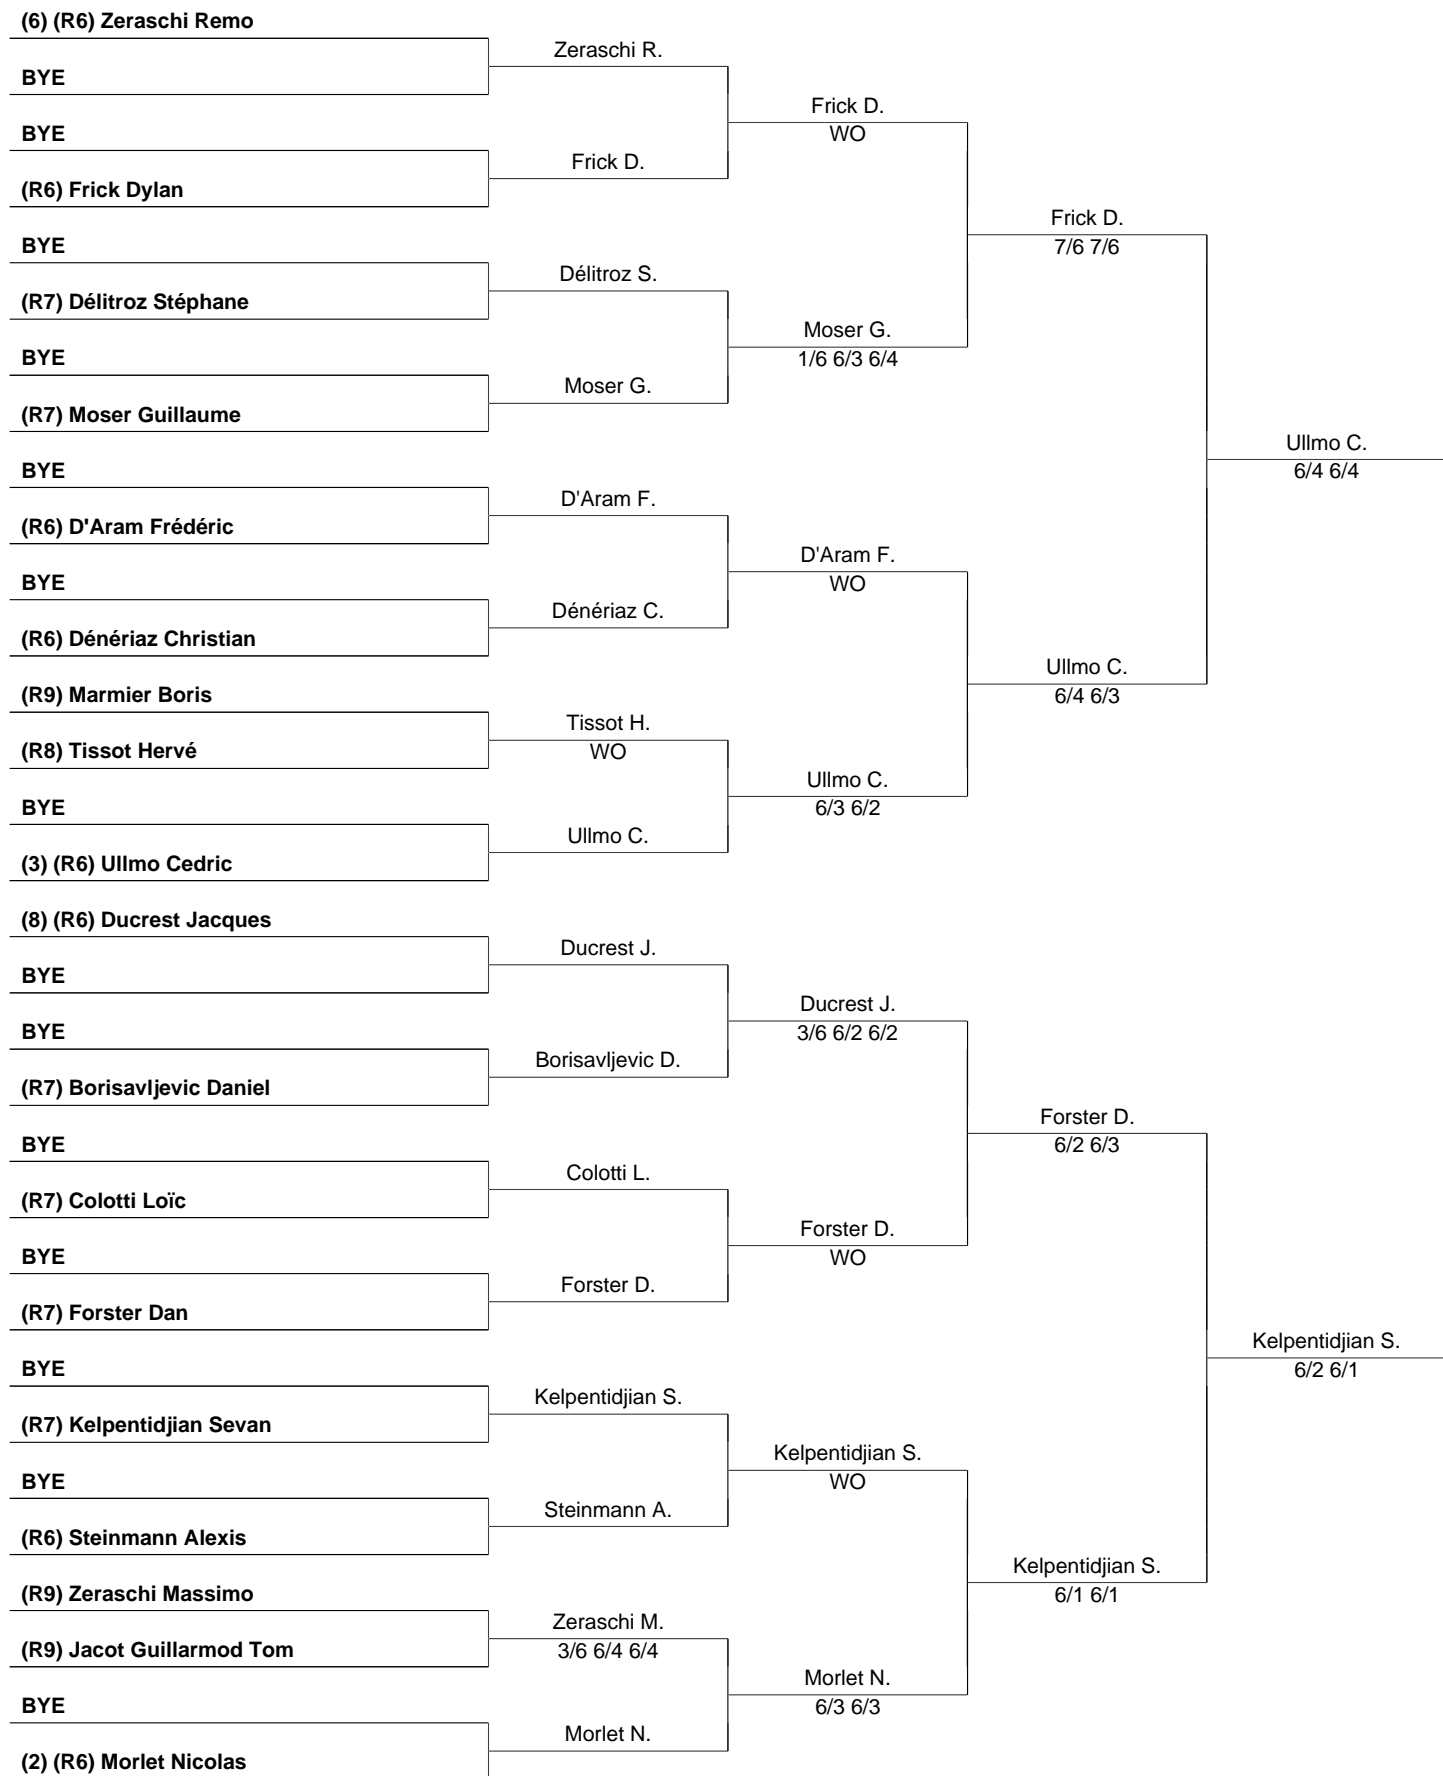 (6) (R6) Zeraschi Remo
Zeraschi R.
BYE
Frick D.
WO
BYE
Frick D.
(R6) Frick Dylan
Frick D.
7/6 7/6
BYE
Délitroz S.
(R7) Délitroz Stéphane
Moser G.
1/6 6/3 6/4
BYE
Moser G.
(R7) Moser Guillaume
Ullmo C.
6/4 6/4
BYE
D'Aram F.
(R6) D'Aram Frédéric
D'Aram F.
WO
BYE
Dénériaz C.
(R6) Dénériaz Christian
Ullmo C.
6/4 6/3
(R9) Marmier Boris
Tissot H.
WO
(R8) Tissot Hervé
Ullmo C.
6/3 6/2
BYE
Ullmo C.
(3) (R6) Ullmo Cedric
(8) (R6) Ducrest Jacques
Ducrest J.
BYE
Ducrest J.
3/6 6/2 6/2
BYE
Borisavljevic D.
(R7) Borisavljevic Daniel
Forster D.
6/2 6/3
BYE
Colotti L.
(R7) Colotti Loïc
Forster D.
WO
BYE
Forster D.
(R7) Forster Dan
Kelpentidjian S.
6/2 6/1
BYE
Kelpentidjian S.
(R7) Kelpentidjian Sevan
Kelpentidjian S.
WO
BYE
Steinmann A.
(R6) Steinmann Alexis
Kelpentidjian S.
6/1 6/1
(R9) Zeraschi Massimo
Zeraschi M.
3/6 6/4 6/4
(R9) Jacot Guillarmod Tom
Morlet N.
6/3 6/3
BYE
Morlet N.
(2) (R6) Morlet Nicolas